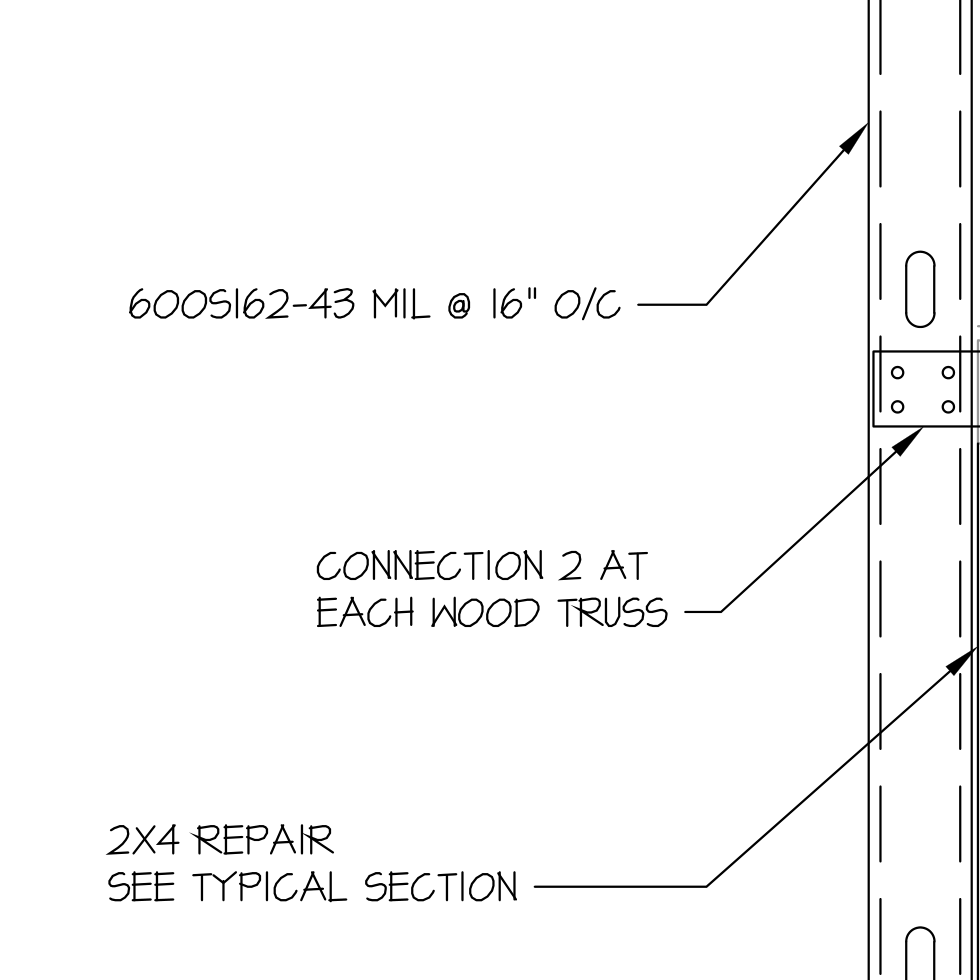 600S162-43 MIL @ 16" O/C
CONNECTION 2 AT
EACH WOOD TRUSS
2X4 REPAIR
SEE TYPICAL SECTION